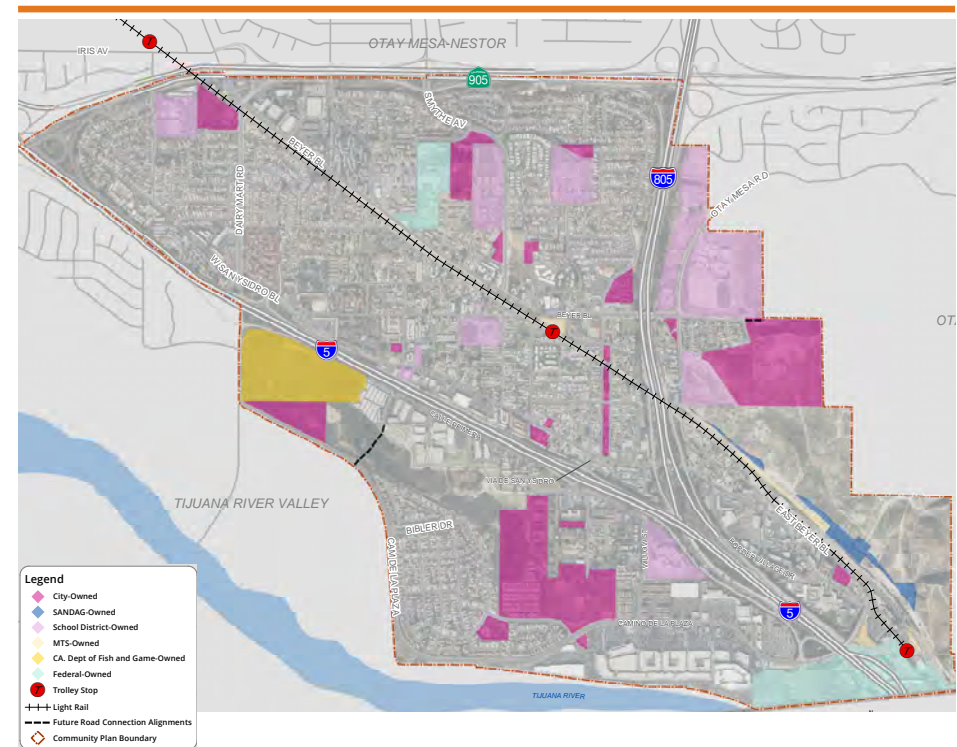 OTAY MESA-NESTOR
IRIS AV
905
SMYTHE AV
BEYER BL
805
DAIRY MART RD
OTAY MESA RD
W SAN YSIDRO BL
BEYER BL
OT
5
VIA DE SAN YSIDRO
TIJUANA RIVER VALLEY
BIBLER DR
EAST BEYER BL
CAM DE LA PLAZA
5
CAMINO DE LA PLAZA
TIJUANA RIVER
Legend
City-Owned
SANDAG-Owned
School District-Owned
MTS-Owned
CA. Dept of Fish and Game-Owned
Federal-Owned
T Trolley Stop
Light Rail
Future Road Connection Alignments
Community Plan Boundary